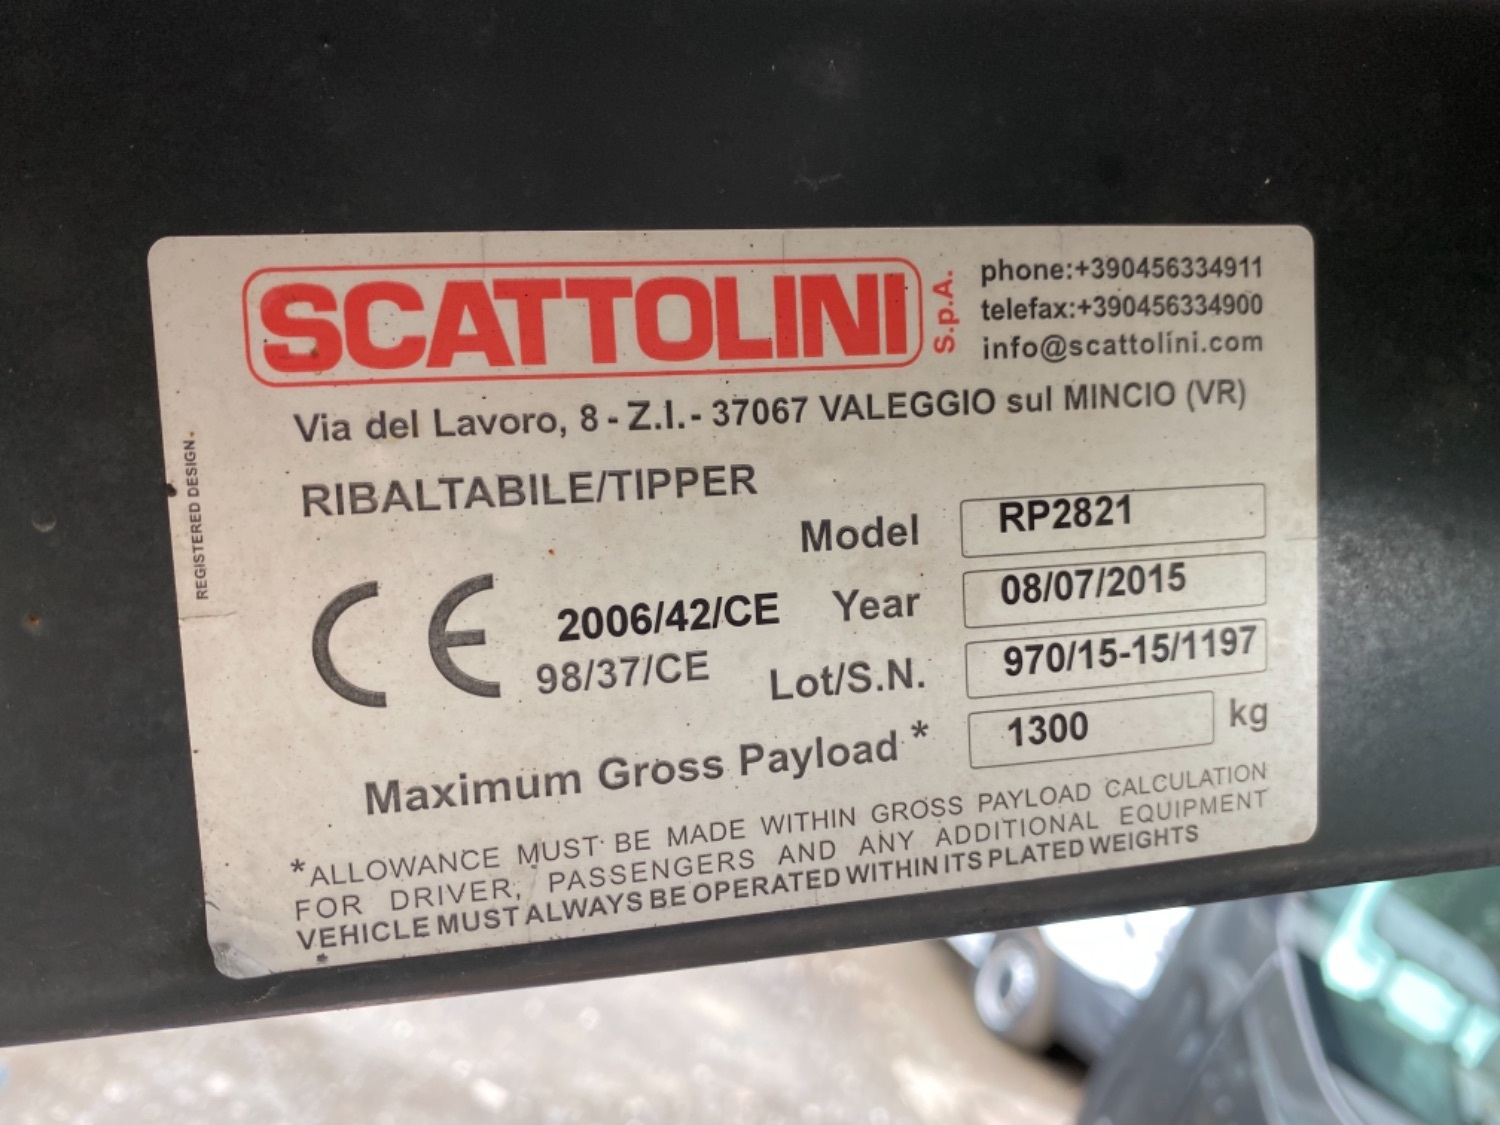 SCATTOLINI S.p.A.
phone:+390456334911
telefax:+390456334900
info@scattolini.com
Via del Lavoro, 8 - Z.I. - 37067 VALEGGIO sul MINCIO (VR)
REGISTERED DESIGN.
RIBALTABILE/TIPPER
Model RP2821
CE 2006/42/CE Year 08/07/2015
98/37/CE Lot/S.N. 970/15-15/1197
Maximum Gross Payload * 1300 kg
*ALLOWANCE MUST BE MADE WITHIN GROSS PAYLOAD CALCULATION
FOR DRIVER, PASSENGERS AND ANY ADDITIONAL EQUIPMENT
VEHICLE MUST ALWAYS BE OPERATED WITHIN ITS PLATED WEIGHTS